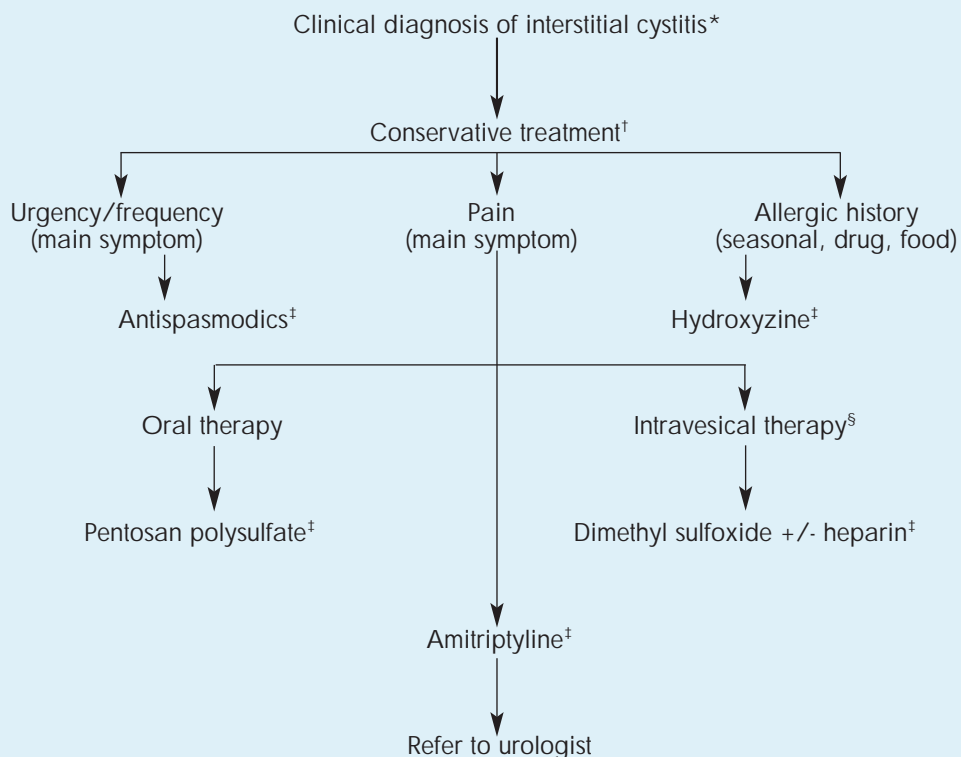 Clinical diagnosis of interstitial cystitis*
Conservative treatment†
Urgency/frequency
(main symptom)
Pain
(main symptom)
Allergic history
(seasonal, drug, food)
Antispasmodics‡
Hydroxyzine‡
Oral therapy
Intravesical therapy§
Pentosan polysulfate‡
Dimethyl sulfoxide +/- heparin‡
Amitriptyline‡
Refer to urologist